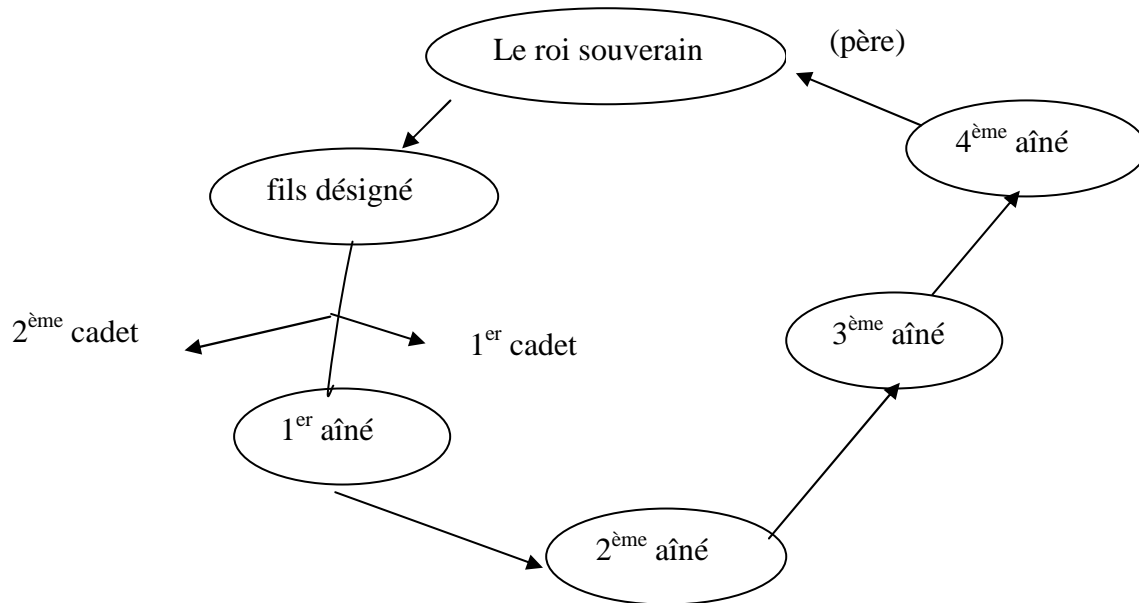 Le roi souverain
(père)
4ème aîné
fils désigné
2ème cadet
1er cadet
3ème aîné
1er aîné
2ème aîné